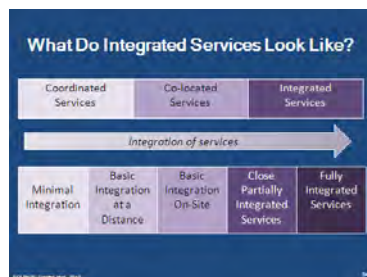 What Do Integrated Services Look Like?
Coordinated
Services
Co-located
Services
Integrated
Services
Integration of services
Minimal
Integration
Basic
Integration
at a
Distance
Basic
Integration
On-Site
Close
Partially
Integrated
Services
Fully
Integrated
Services